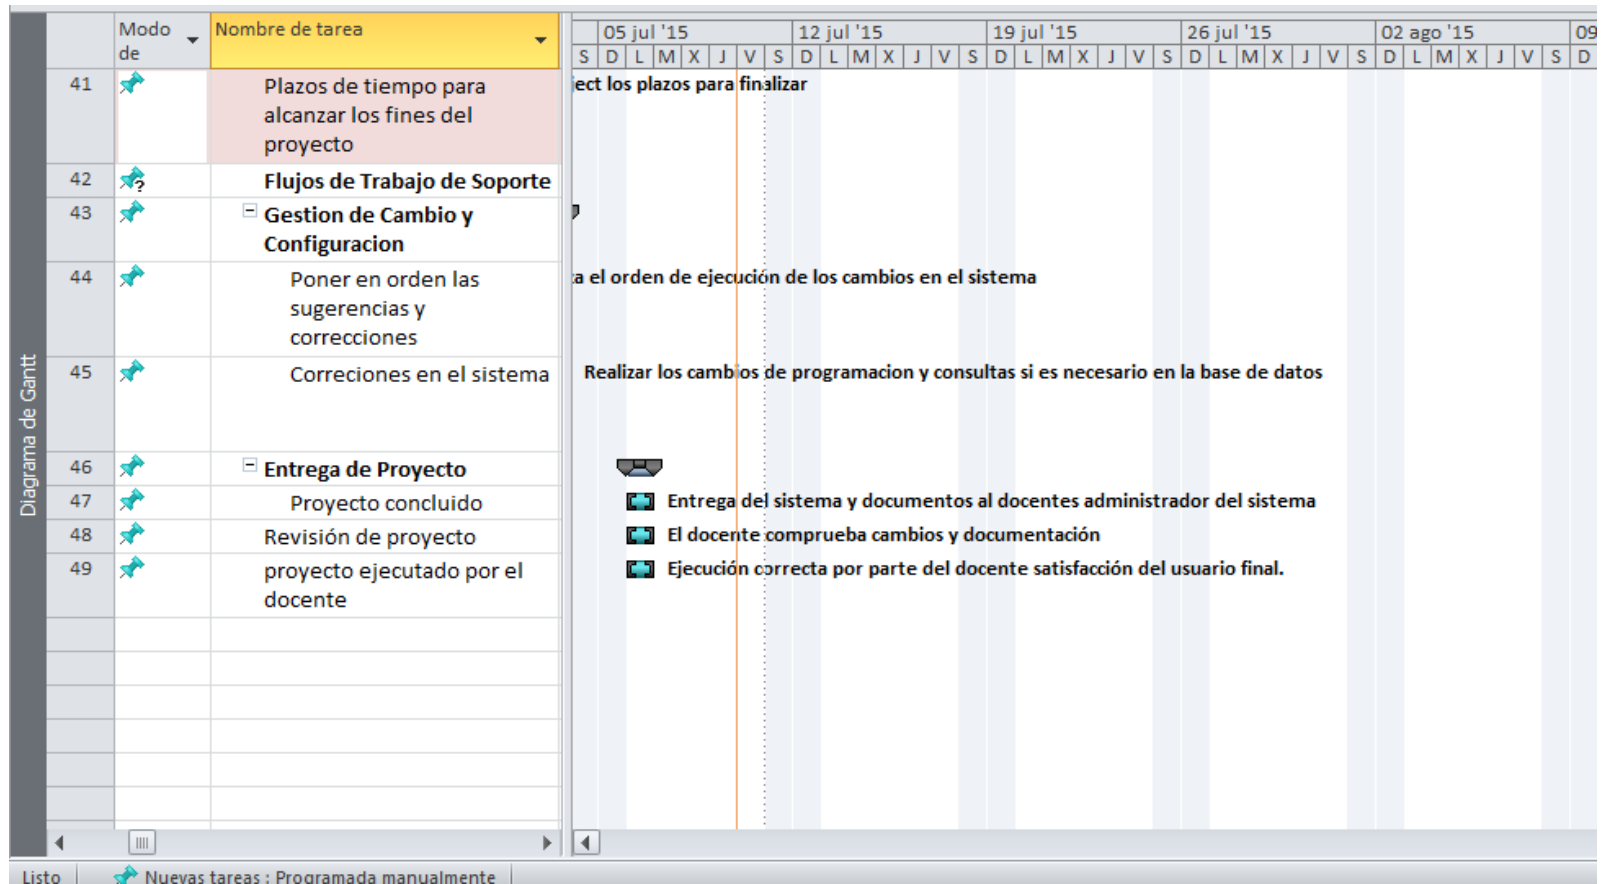 Modo de
Nombre de tarea
05 jul '15 12 jul '15 19 jul '15 26 jul '15 02 ago '15 09
S D L M X J V S D L M X J V S D L M X J V S D L M X J V S D L M X J V S D
41 Plazos de tiempo para
alcanzar los fines del
proyecto
ject los plazos para finalizar
42 Flujos de Trabajo de Soporte
43 Gestion de Cambio y
Configuracion
44 Poner en orden las
sugerencias y
correcciones
a el orden de ejecución de los cambios en el sistema
45 Correciones en el sistema
Realizar los cambios de programacion y consultas si es necesario en la base de datos
46 Entrega de Proyecto
47 Proyecto concluido
Entrega del sistema y documentos al docentes administrador del sistema
48 Revisión de proyecto
El docente comprueba cambios y documentación
49 proyecto ejecutado por el
docente
Ejecución correcta por parte del docente satisfacción del usuario final.
Diagrama de Gantt
Listo
Nuevas tareas : Programada manualmente